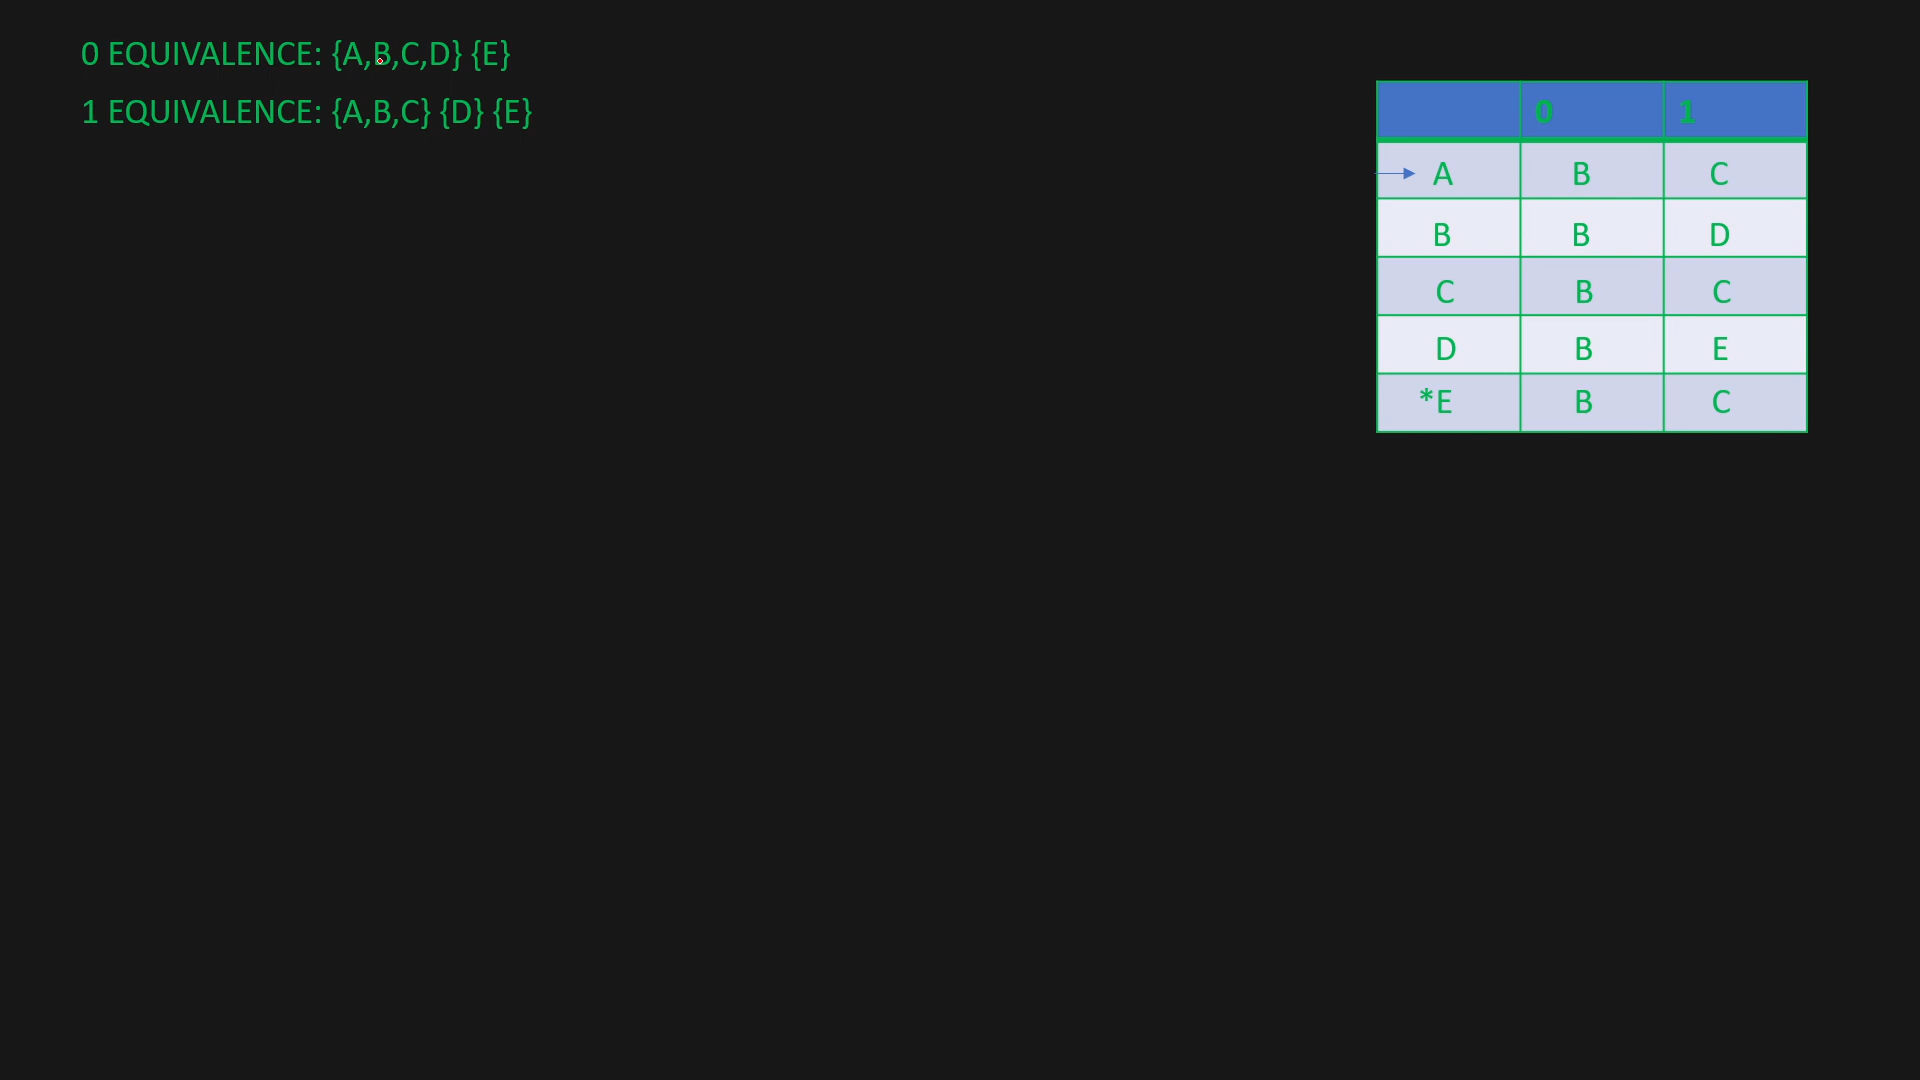 0 EQUIVALENCE: {A,B,C,D} {E}
1 EQUIVALENCE: {A,B,C} {D} {E}
0 1
A B C
B B D
C B C
D B E
*E B C